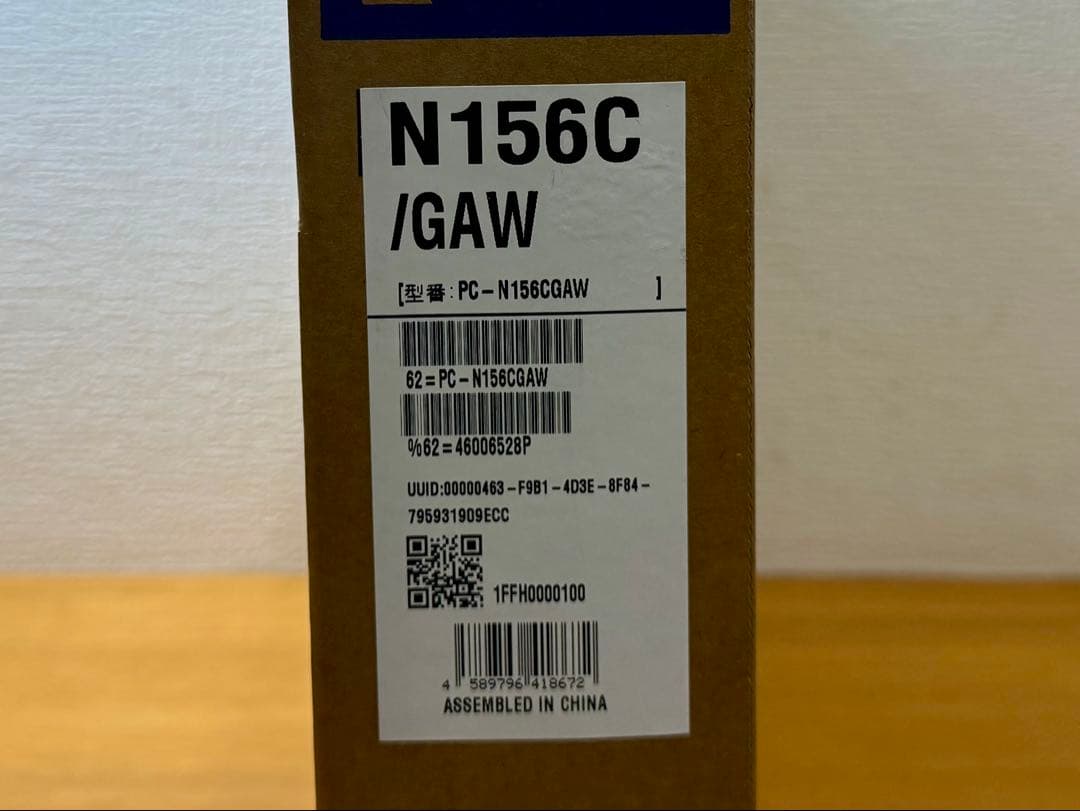 N156C
/GAW
[型番:PC-N156CGAW ]
62=PC-N156CGAW
%62=46006528P
UUID:00000463-F9B1-4D3E-8F84-
795931909ECC
1FFH0000100
4 589796 418672
ASSEMBLED IN CHINA